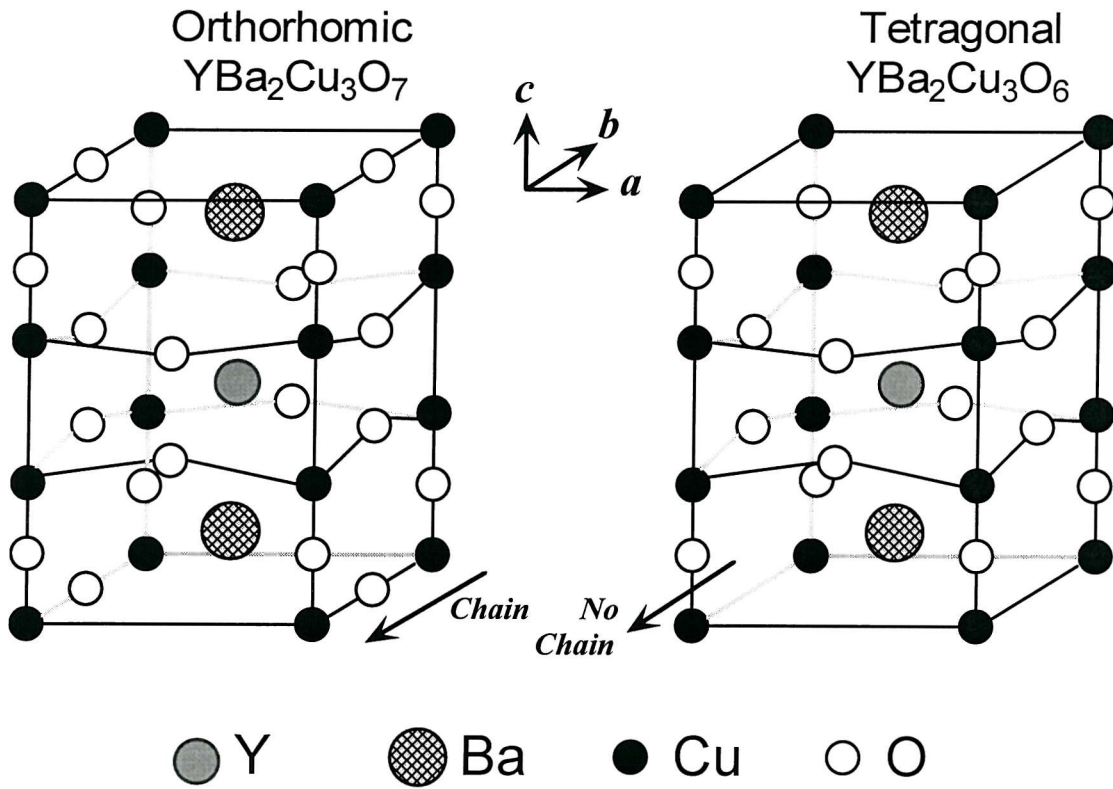 Orthorhomic
YBa₂Cu₃O₇
Tetragonal
YBa₂Cu₃O₆
c
b
a
Chain
No
Chain
Y
Ba
Cu
O